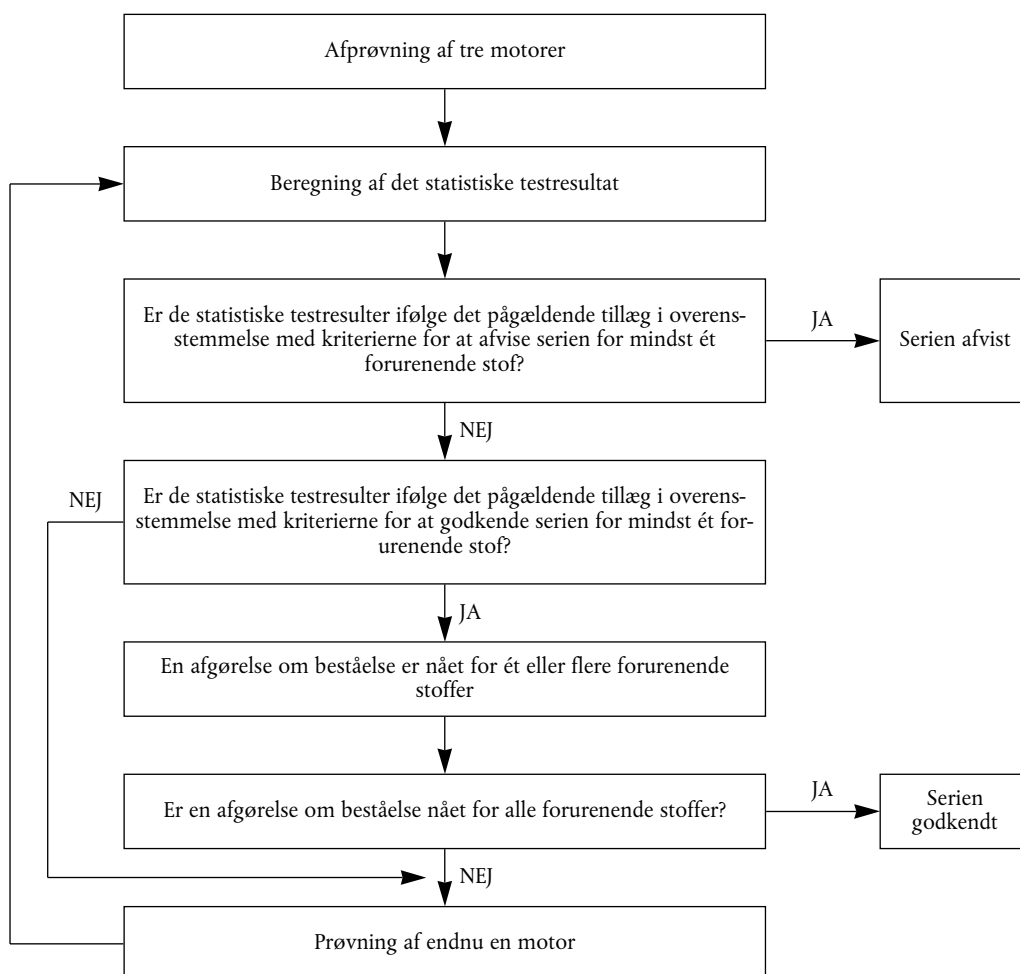 Afprøvning af tre motorer
Beregning af det statistiske testresultat
Er de statistiske testresulter ifølge det pågældende tillæg i overens-
stemmelse med kriterierne for at afvise serien for mindst ét
forurenende stof?
JA
Serien afvist
NEJ
NEJ
Er de statistiske testresulter ifølge det pågældende tillæg i overens-
stemmelse med kriterierne for at godkende serien for mindst ét for-
urenende stof?
JA
En afgørelse om beståelse er nået for ét eller flere forurenende
stoffer
Er en afgørelse om beståelse nået for alle forurenende stoffer?
JA
Serien
godkendt
NEJ
Prøvning af endnu en motor